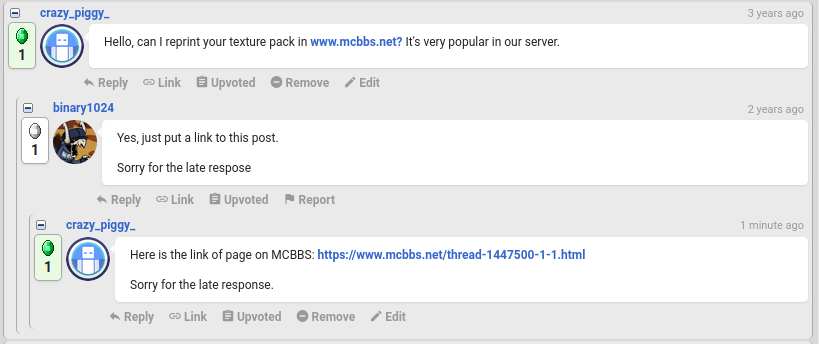 crazy_piggy_ 3 years ago
1
Hello, can I reprint your texture pack in www.mcbbs.net? It's very popular in our server.
Reply Link Upvoted Remove Edit
binary1024 2 years ago
1
Yes, just put a link to this post.
Sorry for the late respose
Reply Link Upvoted Report
crazy_piggy_ 1 minute ago
1
Here is the link of page on MCBBS: https://www.mcbbs.net/thread-1447500-1-1.html
Sorry for the late response.
Reply Link Upvoted Remove Edit